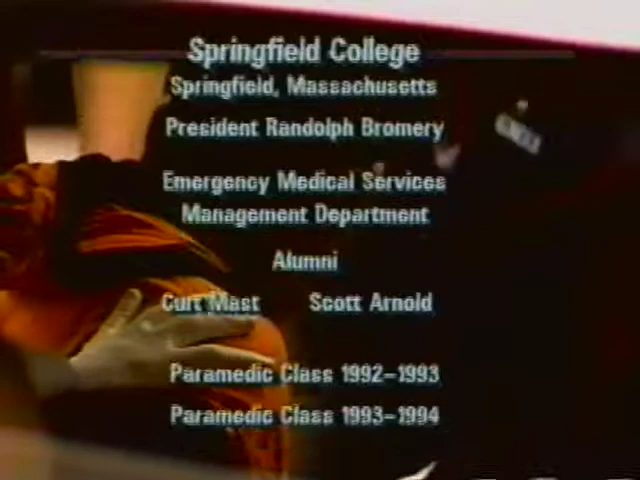 Springfield College
Springfield, Massachusetts
President Randolph Bromery
Emergency Medical Services
Management Department
Alumni
Curt Mast Scott Arnold
Paramedic Class 1992-1993
Paramedic Class 1993-1994